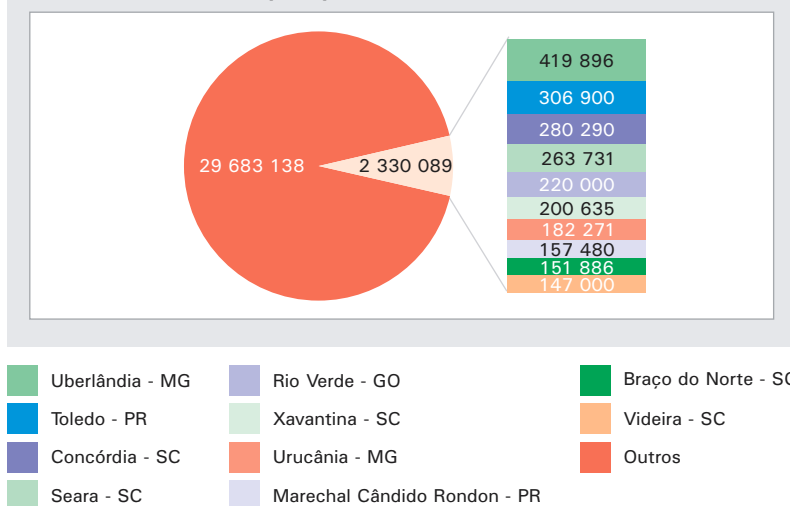 29 683 138
2 330 089
419 896
306 900
280 290
263 731
220 000
200 635
182 271
157 480
151 886
147 000
Uberlândia - MG
Toledo - PR
Concórdia - SC
Seara - SC
Rio Verde - GO
Xavantina - SC
Urucânia - MG
Marechal Cândido Rondon - PR
Braço do Norte - SC
Videira - SC
Outros